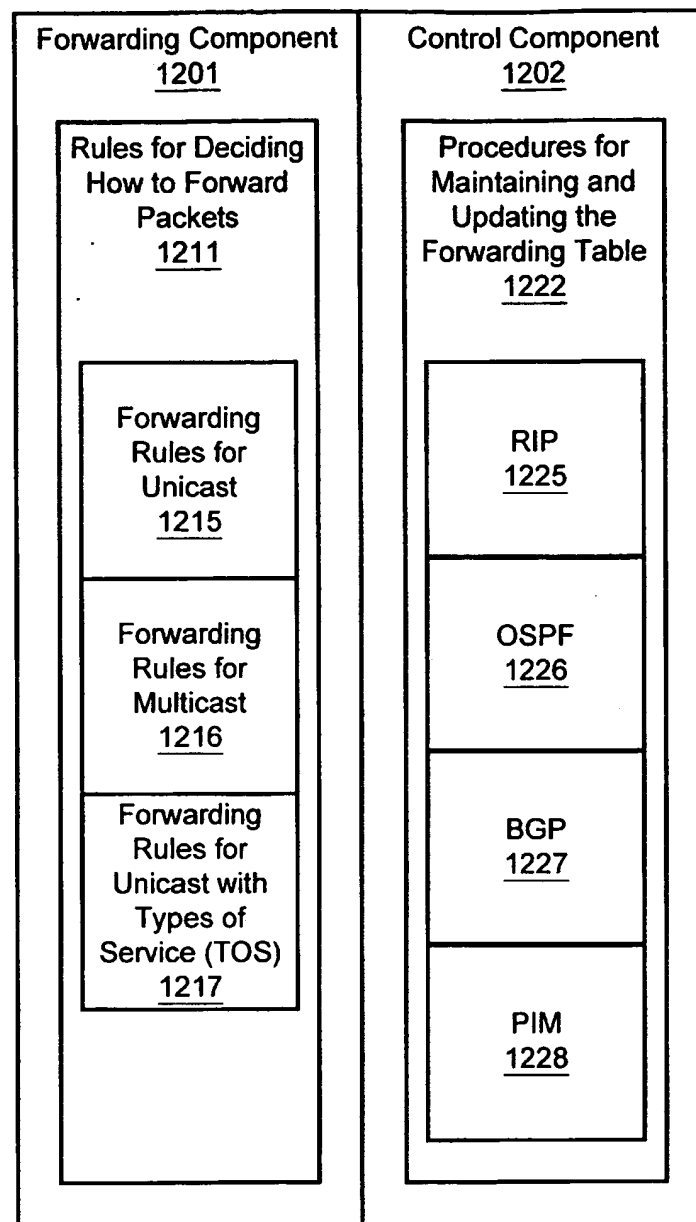 Forwarding Component
1201
Rules for Deciding
How to Forward
Packets
1211
Forwarding
Rules for
Unicast
1215
Forwarding
Rules for
Multicast
1216
Forwarding
Rules for
Unicast with
Types of
Service (TOS)
1217
Control Component
1202
Procedures for
Maintaining and
Updating the
Forwarding Table
1222
RIP
1225
OSPF
1226
BGP
1227
PIM
1228